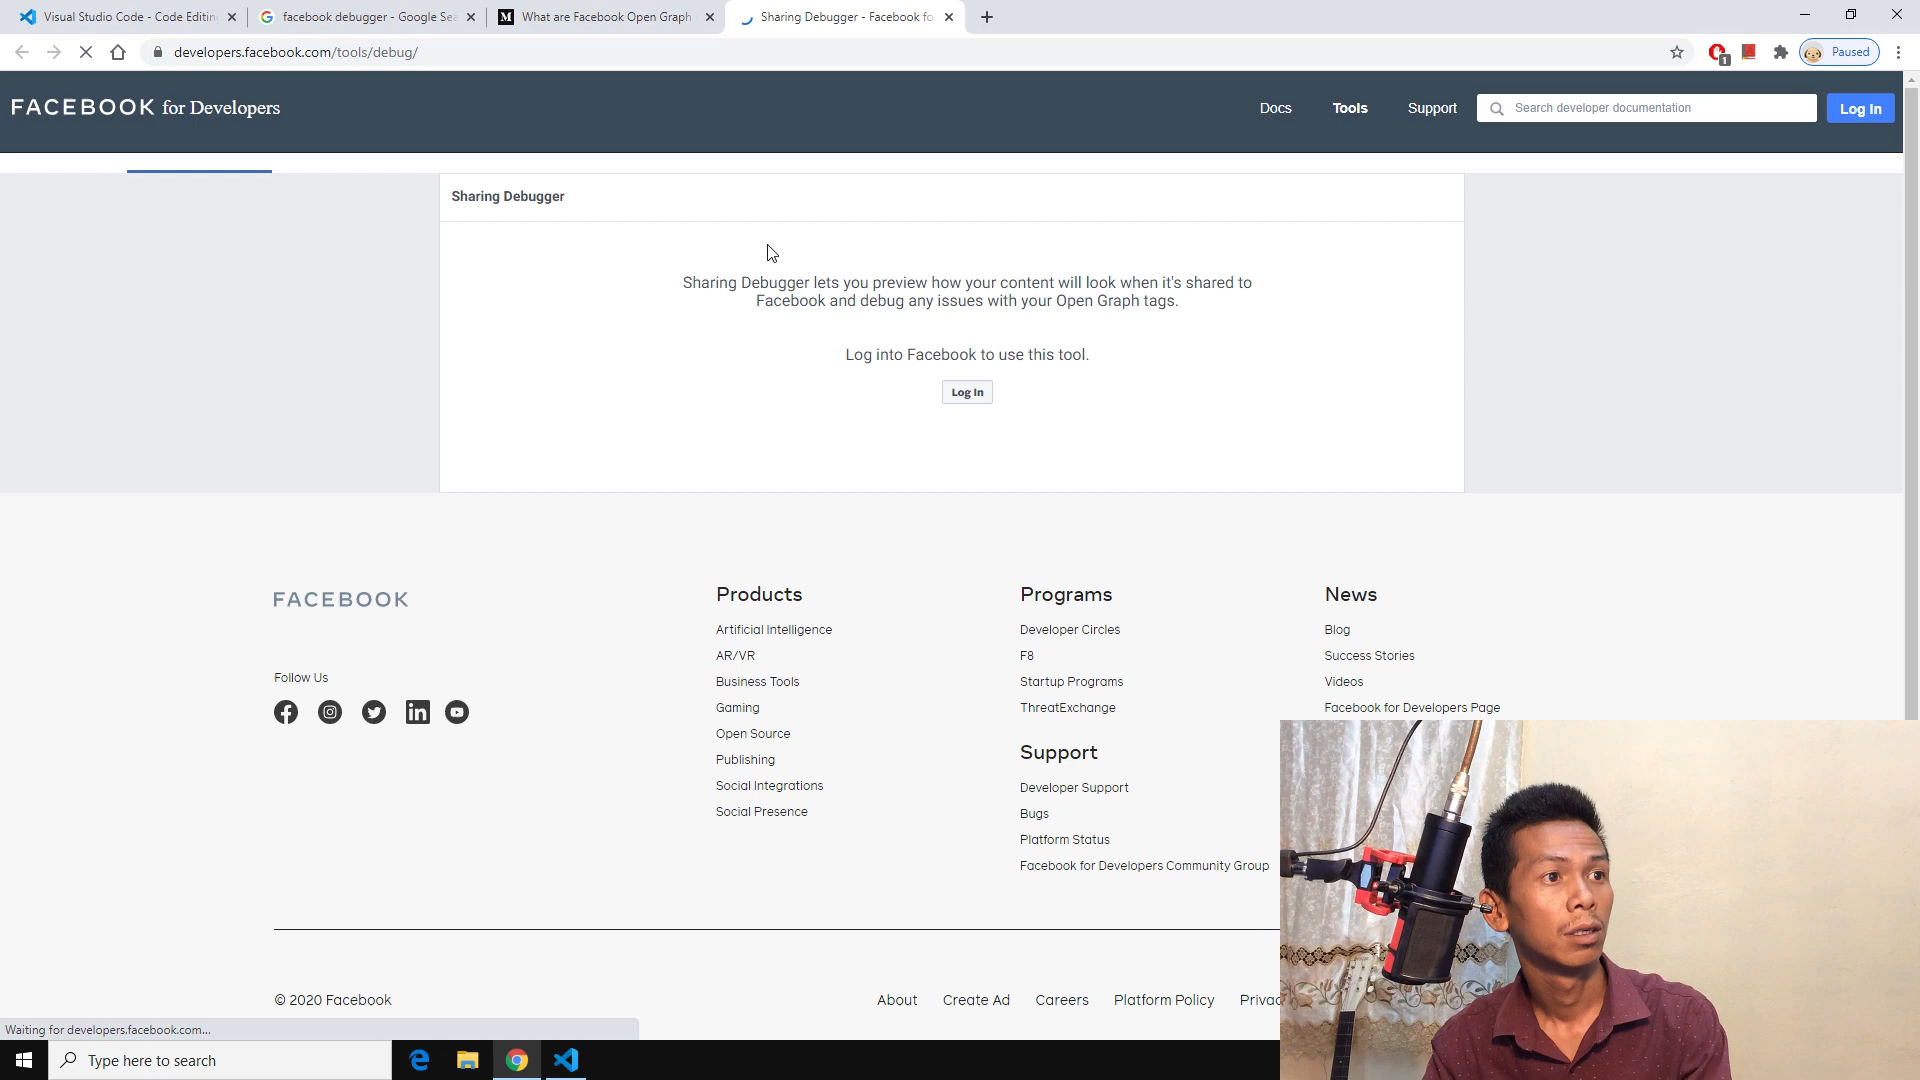 Visual Studio Code - Code Editin
facebook debugger - Google Sea
What are Facebook Open Graph
Sharing Debugger - Facebook fo
developers.facebook.com/tools/debug/
1
Paused
FACEBOOK for Developers
Docs
Tools
Support
Search developer documentation
Log In
Sharing Debugger
Sharing Debugger lets you preview how your content will look when it's shared to
Facebook and debug any issues with your Open Graph tags.
Log into Facebook to use this tool.
Log In
FACEBOOK
Follow Us
Products
Artificial Intelligence
AR/VR
Business Tools
Gaming
Open Source
Publishing
Social Integrations
Social Presence
Programs
Developer Circles
F8
Startup Programs
ThreatExchange
Support
Developer Support
Bugs
Platform Status
Facebook for Developers Community Group
News
Blog
Success Stories
Videos
Facebook for Developers Page
© 2020 Facebook
About
Create Ad
Careers
Platform Policy
Privac
Waiting for developers.facebook.com...
Type here to search